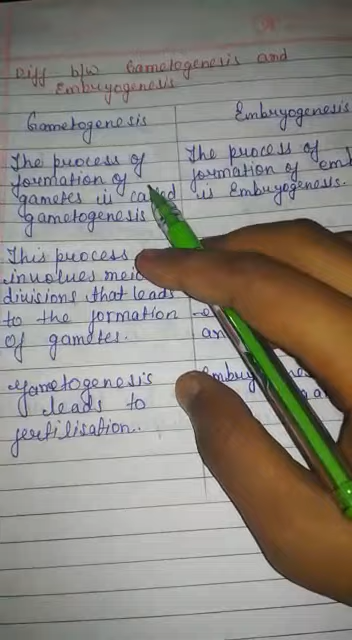 Diff b/w Gametogenesis and
Embryogenesis
Gametogenesis
The process of
formation of
gametes is called
gametogenesis
This process
involves
divisions that leads
to the formation
of gametes.
Gametogenesis
leads to
fertilisation.
Embryogenesis
The process of
formation of
is Embryogenesis.